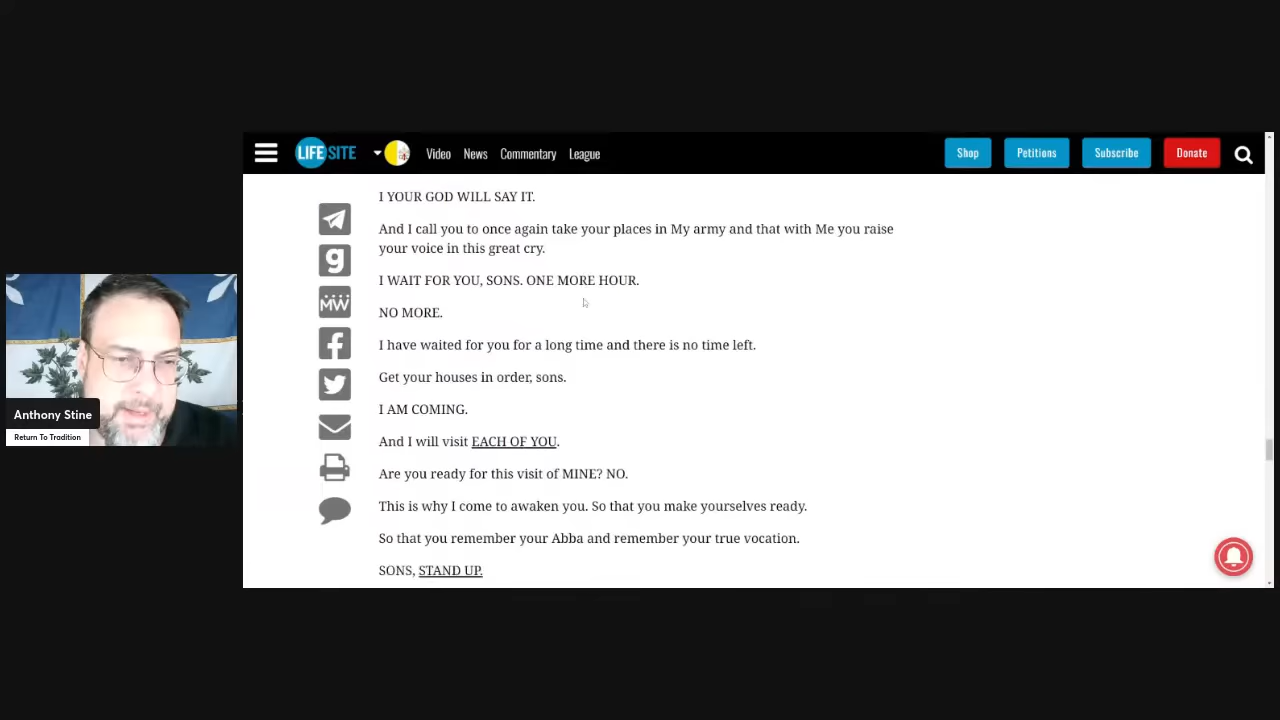 LIFE SITE
Video News Commentary League
Shop Petitions Subscribe Donate
I YOUR GOD WILL SAY IT.
And I call you to once again take your places in My army and that with Me you raise
your voice in this great cry.
I WAIT FOR YOU, SONS. ONE MORE HOUR.
NO MORE.
I have waited for you for a long time and there is no time left.
Get your houses in order, sons.
I AM COMING.
And I will visit EACH OF YOU.
Are you ready for this visit of MINE? NO.
This is why I come to awaken you. So that you make yourselves ready.
So that you remember your Abba and remember your true vocation.
SONS, STAND UP.
g
MW
Anthony Stine
Return To Tradition